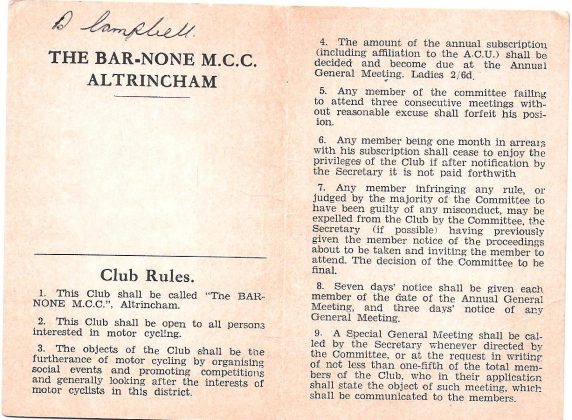 D Campbell.
THE BAR-NONE M.C.C.
ALTRINCHAM
Club Rules.
1. This Club shall be called "The BAR-
NONE M.C.C.", Altrincham.
2. This Club shall be open to all persons
interested in motor cycling.
3. The objects of the Club shall be the
furtherance of motor cycling by organising
social events and promoting competitions
and generally looking after the interests of
motor cyclists in this district.
4. The amount of the annual subscription
(including affiliation to the A.C.U.) shall be
decided and become due at the Annual
General Meeting. Ladies 2/6d.
5. Any member of the committee failing
to attend three consecutive meetings with-
out reasonable excuse shall forfeit his posi-
ion.
6. Any member being one month in arrears
with his subscription shall cease to enjoy the
privileges of the Club if after notification by
the Secretary it is not paid forthwith
7. Any member infringing any rule, or
judged by the majority of the Committee to
have been guilty of any misconduct, may be
expelled from the Club by the Committee, the
Secretary (if possible) having previously
given the member notice of the proceedings
about to be taken and inviting the member to
attend. The decision of the Committee to be
final.
8. Seven days' notice shall be given each
member of the date of the Annual General
Meeting, and three days' notice of any
General Meeting.
9. A Special General Meeting shall be cal-
led by the Secretary whenever directed by
the Committee, or at the request in writing
of not less than one-fifth of the total mem-
bers of the Club, who in their application
shall state the object of such meeting, which
shall be communicated to the members.